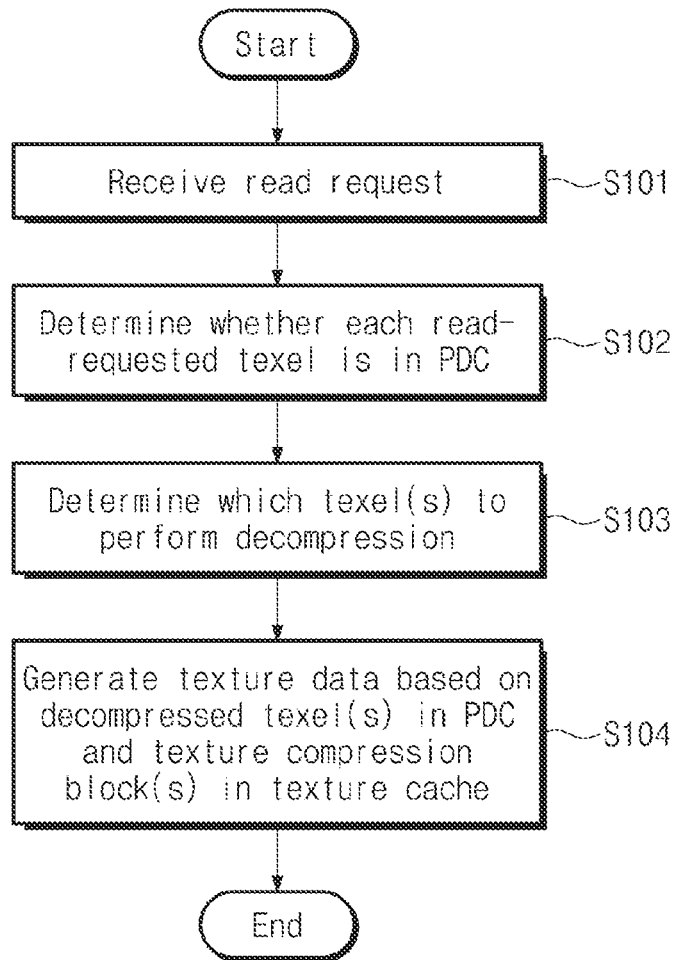 Start
Receive read request
S101
Determine whether each read-
requested texel is in PDC
S102
Determine which texel(s) to
perform decompression
S103
Generate texture data based on
decompressed texel(s) in PDC
and texture compression
block(s) in texture cache
S104
End